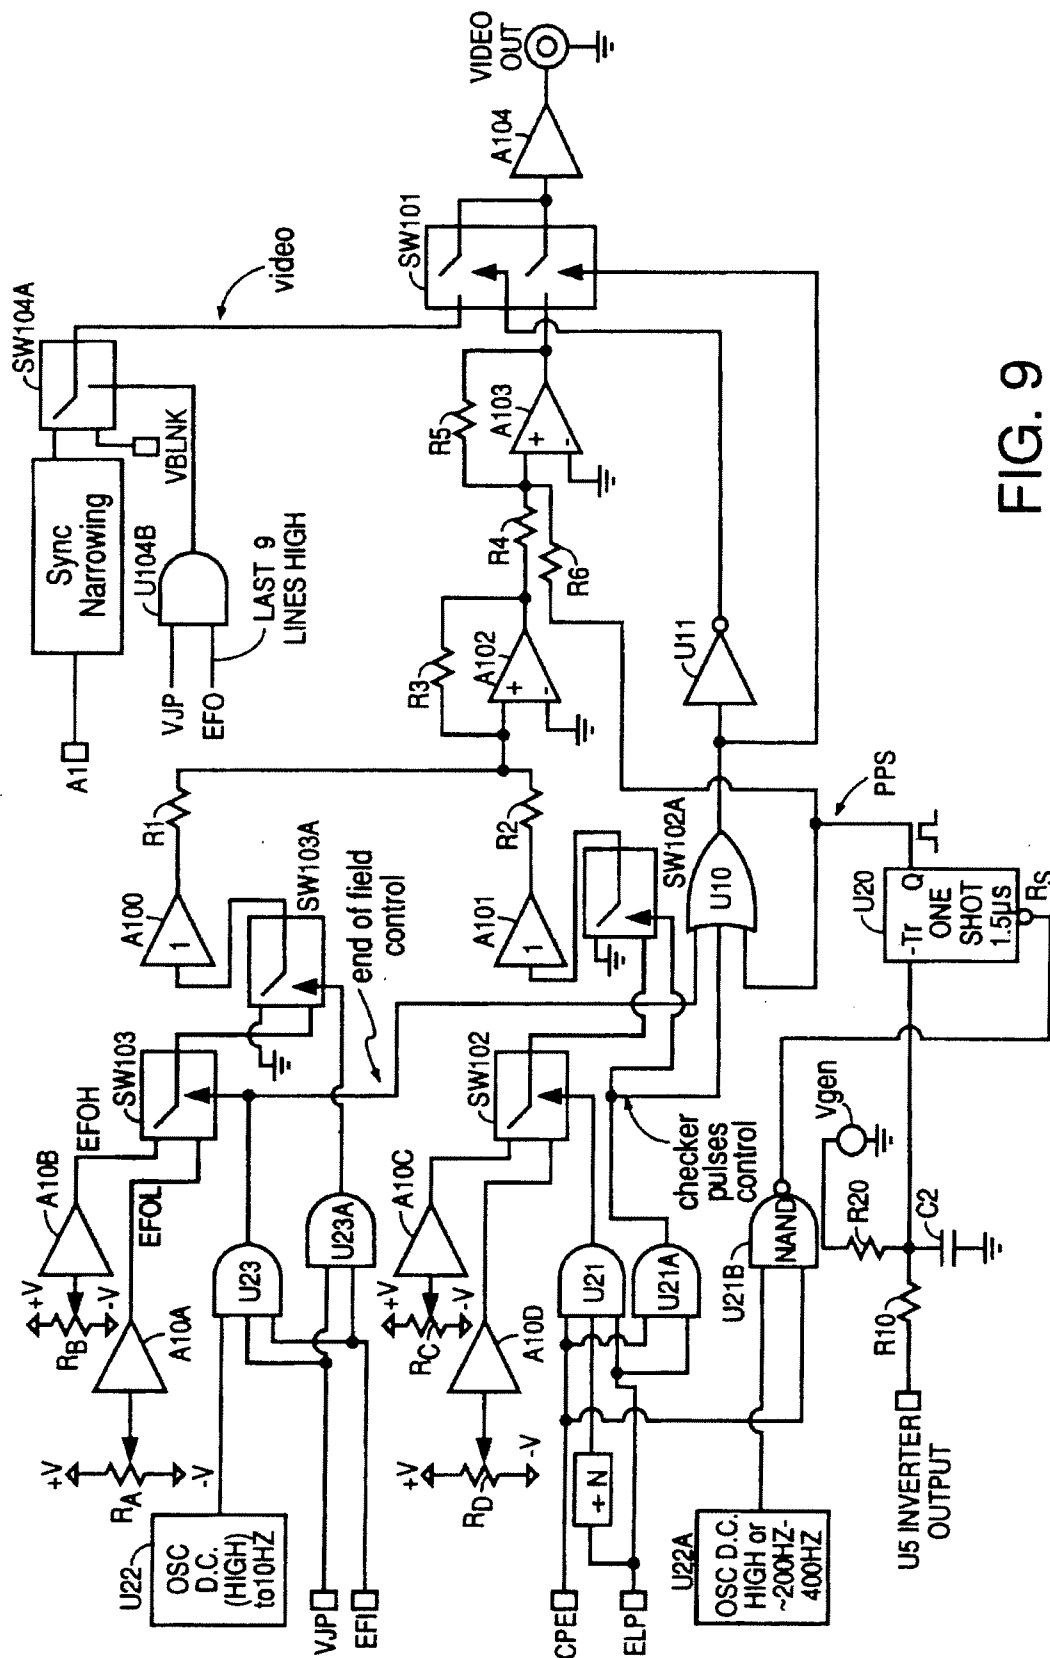 A1
Sync
Narrowing
SW104A
VBLNK
VJP
EFO
U104B
LAST 9
LINES HIGH
video
SW101
A104
VIDEO
OUT
A100
1
R1
SW103A
end of field
control
R3
A102
+
-
R4
R5
A103
+
-
R6
RB
+V
-V
A10B
EFOH
SW103
RA
+V
-V
A10A
EFOL
U22
OSC
D.C.
(HIGH)
to10HZ
U23
U23A
VJP
EFI
A101
1
R2
SW102A
SW102
RC
+V
-V
A10C
RD
+V
-V
A10D
U21
U21A
CPE
ELP
÷ N
checker
pulses
control
U10
U11
U22A
OSC D.C.
HIGH or
~200HZ-
400HZ
U21B
NAND
Vgen
R20
C2
R10
U5 INVERTER
OUTPUT
U20
-Tr
Q
ONE
SHOT
1.5µs
RS
PPS
FIG. 9